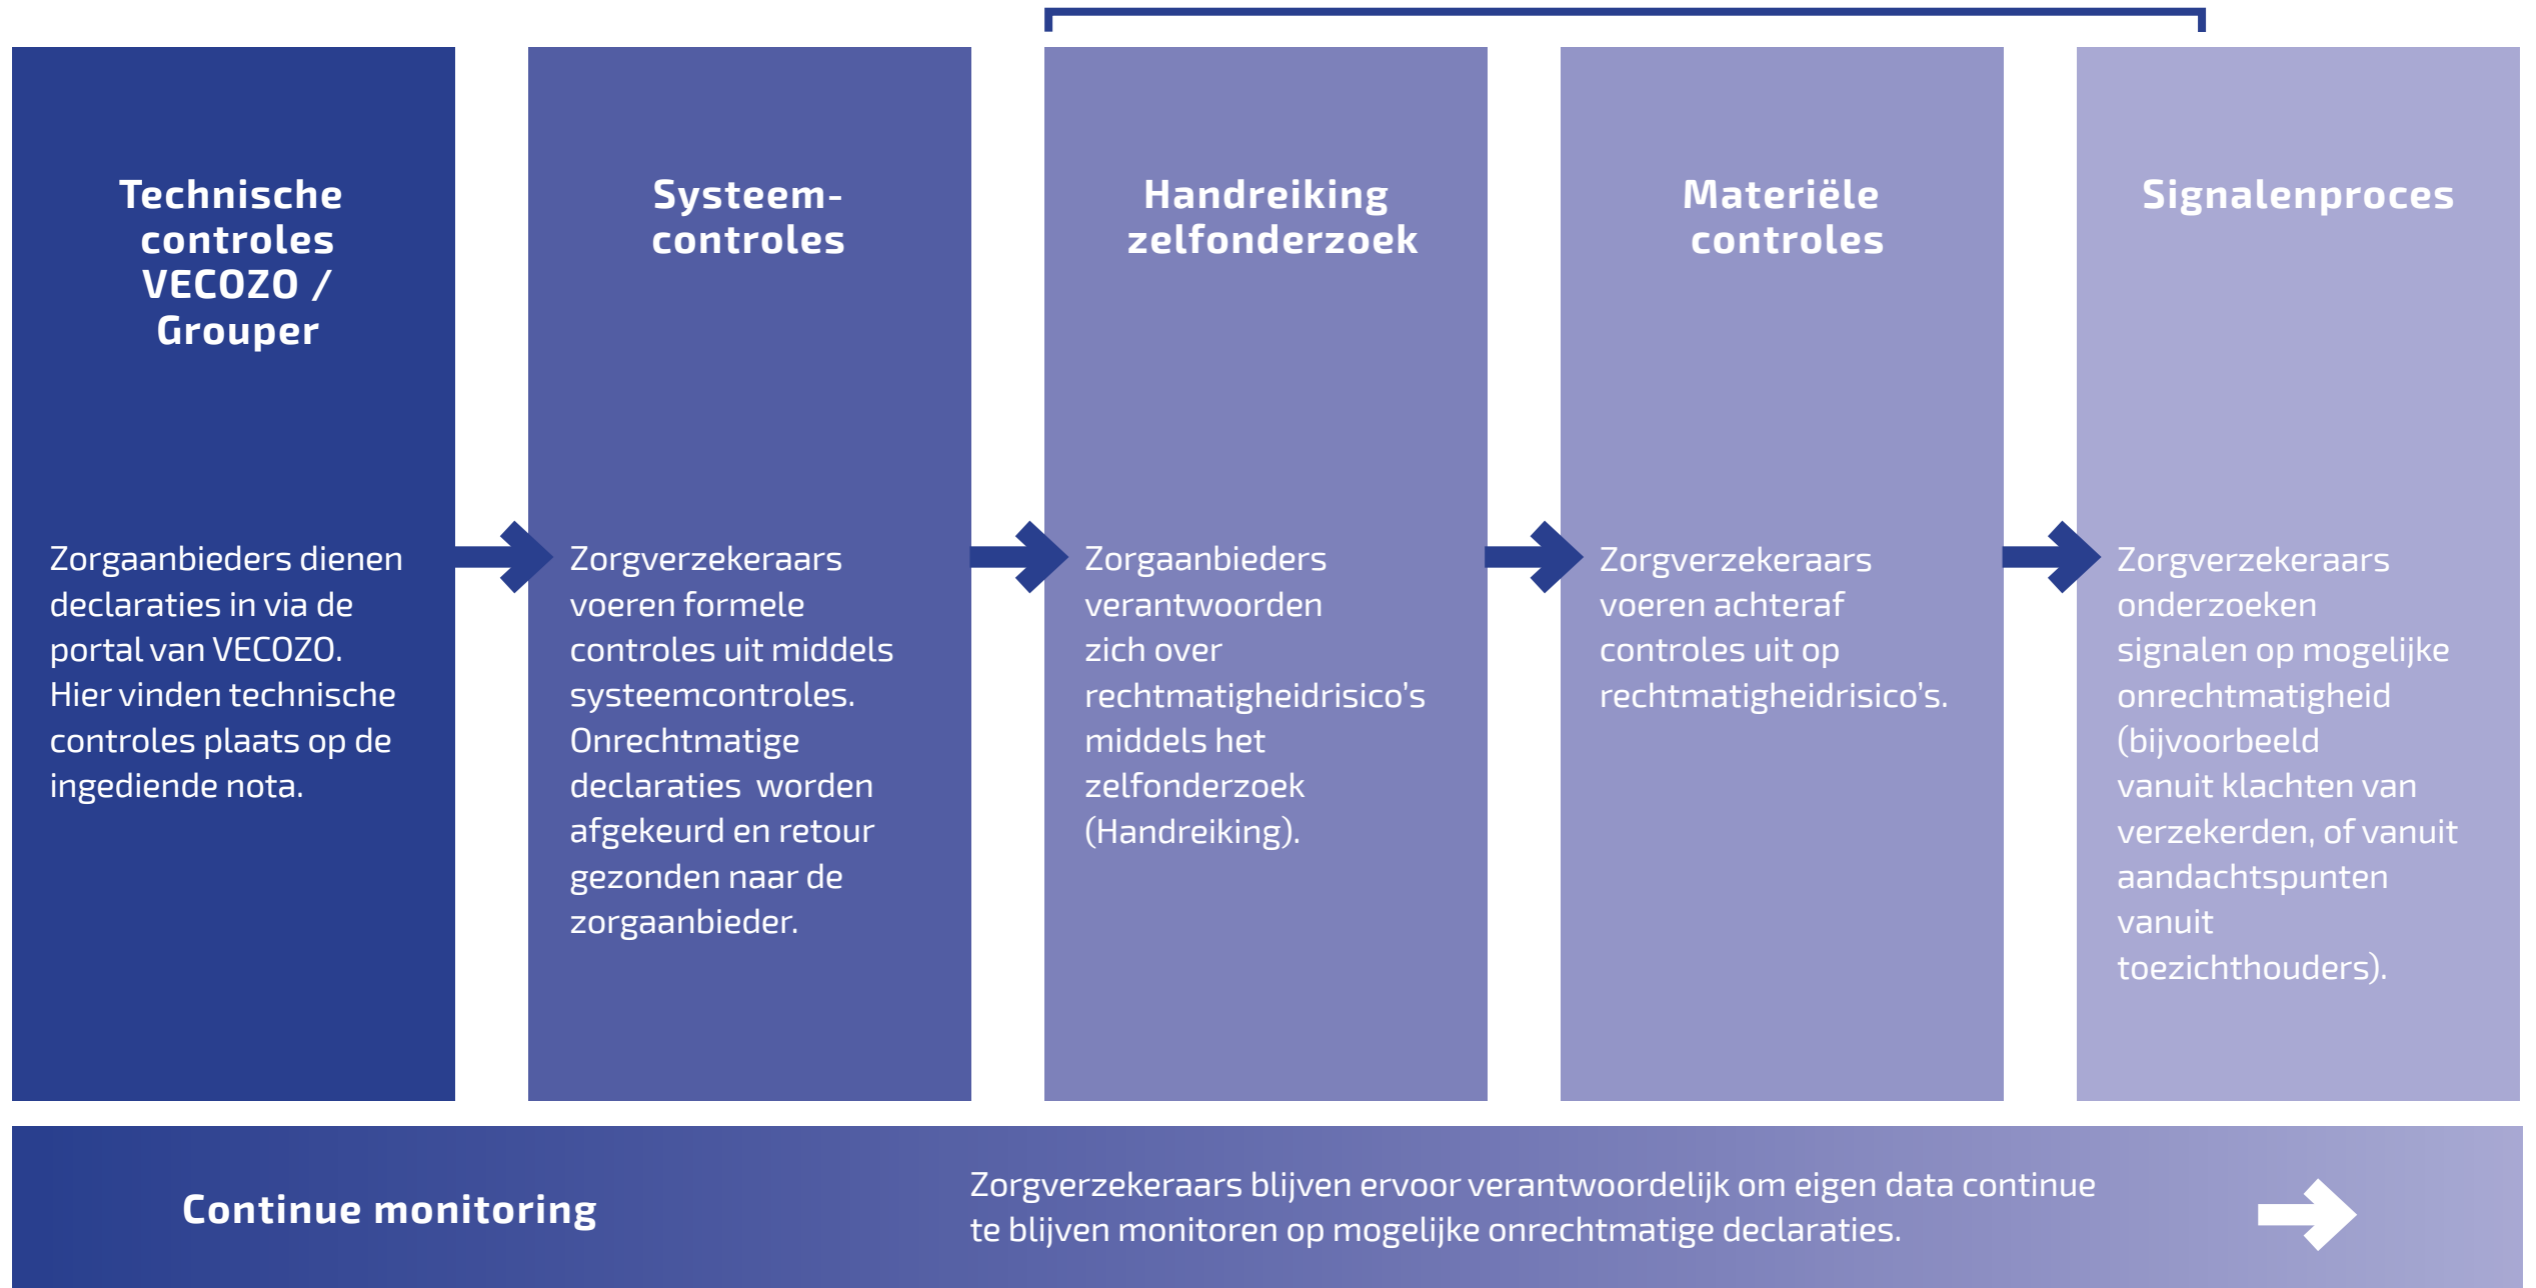 Technische
controles
VECOZO /
Grouper
Zorgaanbieders dienen
declaraties in via de
portal van VECOZO.
Hier vinden technische
controles plaats op de
ingediende nota.
Systeem-
controles
Zorgverzekeraars
voeren formele
controles uit middels
systeemcontroles.
Onrechtmatige
declaraties worden
afgekeurd en retour
gezonden naar de
zorgaanbieder.
Handreiking
zelfonderzoek
Zorgaanbieders
verantwoorden
zich over
rechtmatigheidrisico's
middels het
zelfonderzoek
(Handreiking).
Materiële
controles
Zorgverzekeraars
voeren achteraf
controles uit op
rechtmatigheidrisico's.
Signalenproces
Zorgverzekeraars
onderzoeken
signalen op mogelijke
onrechtmatigheid
(bijvoorbeeld
vanuit klachten van
verzekerden, of vanuit
aandachtspunten
vanuit
toezichthouders).
Continue monitoring
Zorgverzekeraars blijven ervoor verantwoordelijk om eigen data continue
te blijven monitoren op mogelijke onrechtmatige declaraties.